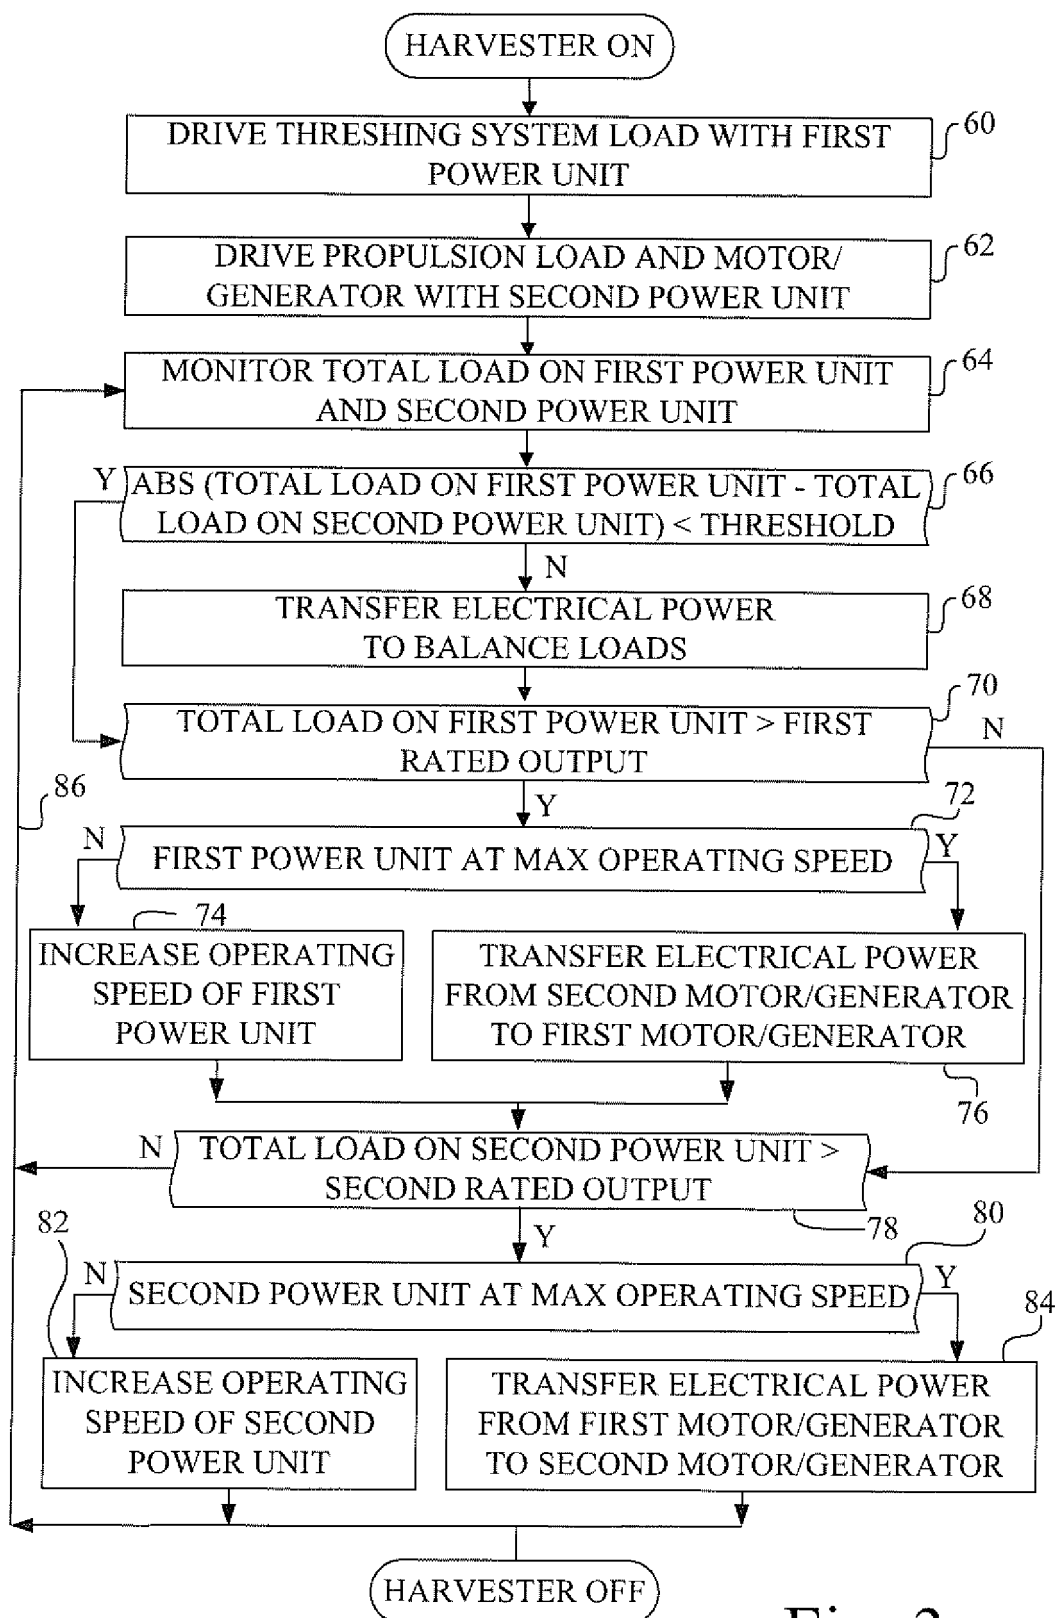 HARVESTER ON
DRIVE THRESHING SYSTEM LOAD WITH FIRST
POWER UNIT
60
DRIVE PROPULSION LOAD AND MOTOR/
GENERATOR WITH SECOND POWER UNIT
62
MONITOR TOTAL LOAD ON FIRST POWER UNIT
AND SECOND POWER UNIT
64
Y
ABS (TOTAL LOAD ON FIRST POWER UNIT - TOTAL
LOAD ON SECOND POWER UNIT) < THRESHOLD
66
N
TRANSFER ELECTRICAL POWER
TO BALANCE LOADS
68
TOTAL LOAD ON FIRST POWER UNIT > FIRST
RATED OUTPUT
70
N
86
Y
72
N
FIRST POWER UNIT AT MAX OPERATING SPEED
Y
74
INCREASE OPERATING
SPEED OF FIRST
POWER UNIT
TRANSFER ELECTRICAL POWER
FROM SECOND MOTOR/GENERATOR
TO FIRST MOTOR/GENERATOR
76
N
TOTAL LOAD ON SECOND POWER UNIT >
SECOND RATED OUTPUT
78
82
Y
80
N
SECOND POWER UNIT AT MAX OPERATING SPEED
Y
84
INCREASE OPERATING
SPEED OF SECOND
POWER UNIT
TRANSFER ELECTRICAL POWER
FROM FIRST MOTOR/GENERATOR
TO SECOND MOTOR/GENERATOR
HARVESTER OFF